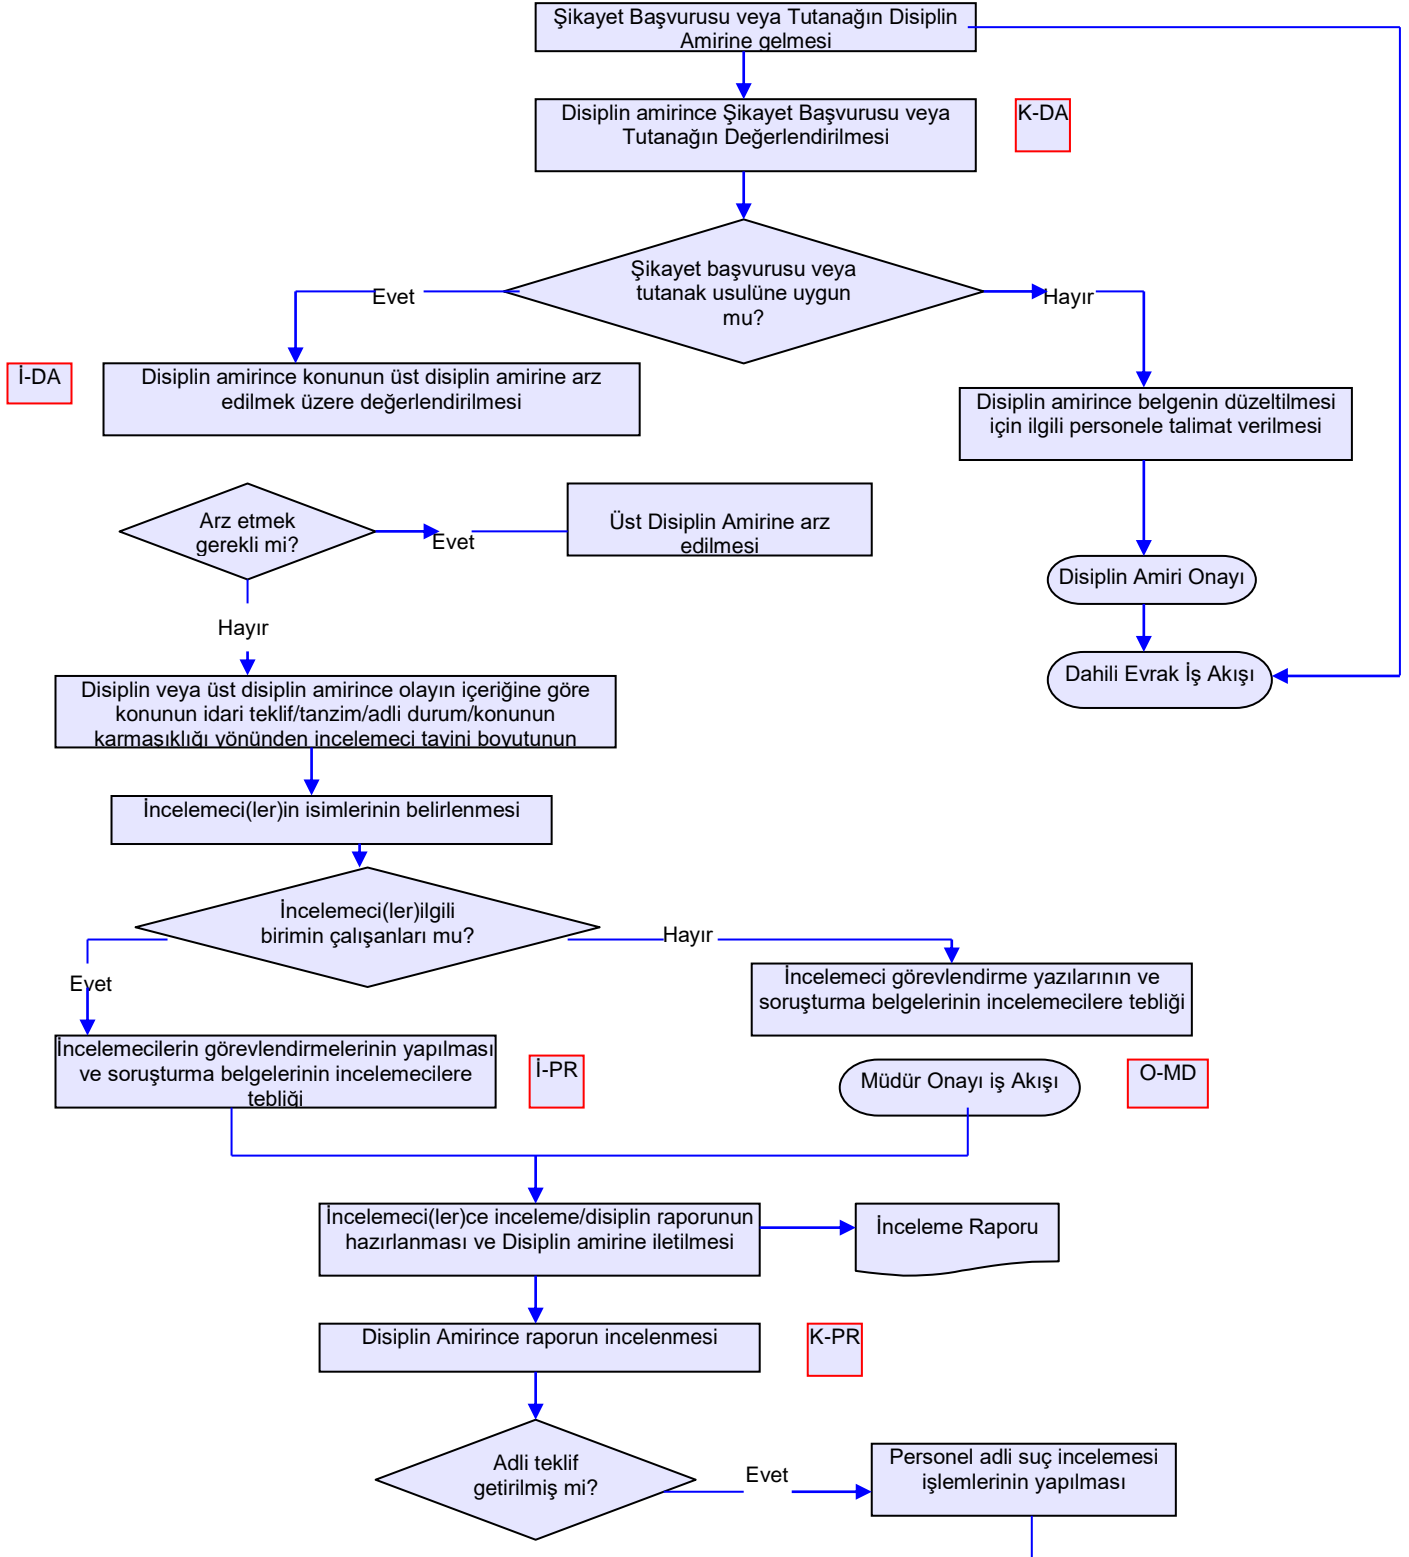 Şikayet Başvurusu veya Tutanağın Disiplin
Amirine gelmesi
Disiplin amirince Şikayet Başvurusu veya
Tutanağın Değerlendirilmesi
K-DA
Şikayet başvurusu veya
tutanak usulüne uygun
mu?
Evet
Hayır
İ-DA
Disiplin amirince konunun üst disiplin amirine arz
edilmek üzere değerlendirilmesi
Disiplin amirince belgenin düzeltilmesi
için ilgili personele talimat verilmesi
Arz etmek
gerekli mi?
Evet
Üst Disiplin Amirine arz
edilmesi
Disiplin Amiri Onayı
Hayır
Dahili Evrak İş Akışı
Disiplin veya üst disiplin amirince olayın içeriğine göre
konunun idari teklif/tanzim/adli durum/konunun
karmaşıklığı yönünden incelemeci tayini boyutunun
İncelemeci(ler)in isimlerinin belirlenmesi
İncelemeci(ler)ilgili
birimin çalışanları mu?
Hayır
Evet
İncelemeci görevlendirme yazılarının ve
soruşturma belgelerinin incelemecilere tebliği
İncelemecilerin görevlendirmelerinin yapılması
ve soruşturma belgelerinin incelemecilere
tebliği
İ-PR
Müdür Onayı iş Akışı
O-MD
İncelemeci(ler)ce inceleme/disiplin raporunun
hazırlanması ve Disiplin amirine iletilmesi
İnceleme Raporu
Disiplin Amirince raporun incelenmesi
K-PR
Adli teklif
getirilmiş mi?
Evet
Personel adli suç incelemesi
işlemlerinin yapılması